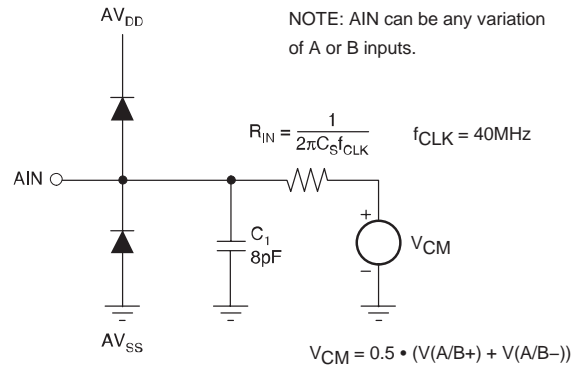 AV_DD
NOTE: AIN can be any variation
of A or B inputs.
R_IN = 1 / 2πC_Sf_CLK
f_CLK = 40MHz
AIN
C_1
8pF
+
−
V_CM
AV_SS
V_CM = 0.5 • (V(A/B+) + V(A/B−))